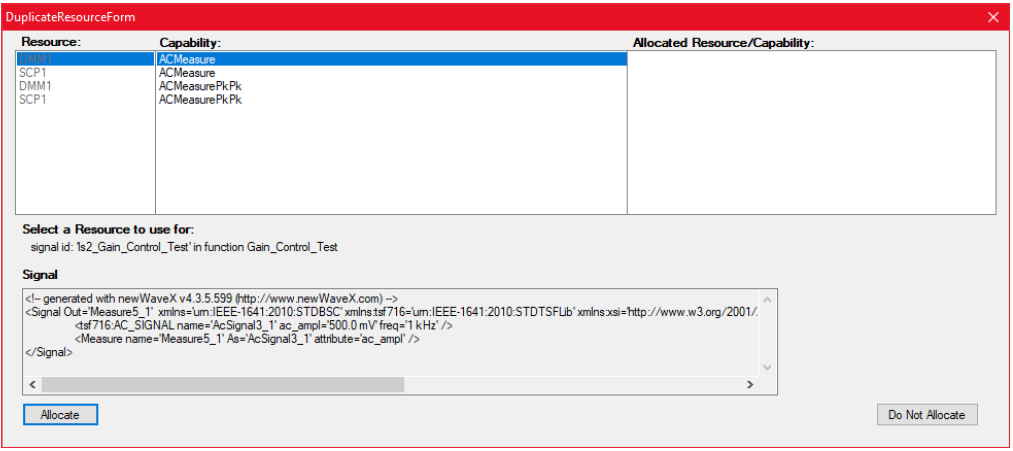 DuplicateResourceForm
Resource: Capability: Allocated Resource/Capability:
DMM1 ACMeasure
SCP1 ACMeasure
DMM1 ACMeasurePkPk
SCP1 ACMeasurePkPk
Select a Resource to use for:
signal id: 'ls2_Gain_Control_Test' in function Gain_Control_Test
Signal
<!-- generated with newWaveX v4.3.5.599 (http://www.newWaveX.com) -->
<Signal Out='Measure5_1' xmlns='urn:IEEE-1641:2010:STDBSC' xmlns:tsf716='urn:IEEE-1641:2010:STDTSFLib' xmlns:xsi='http://www.w3.org/2001/
<tsf716:AC_SIGNAL name='AcSignal3_1' ac_ampl='500.0 mV' freq='1 kHz' />
<Measure name='Measure5_1' As='AcSignal3_1' attribute='ac_ampl' />
</Signal>
Allocate Do Not Allocate